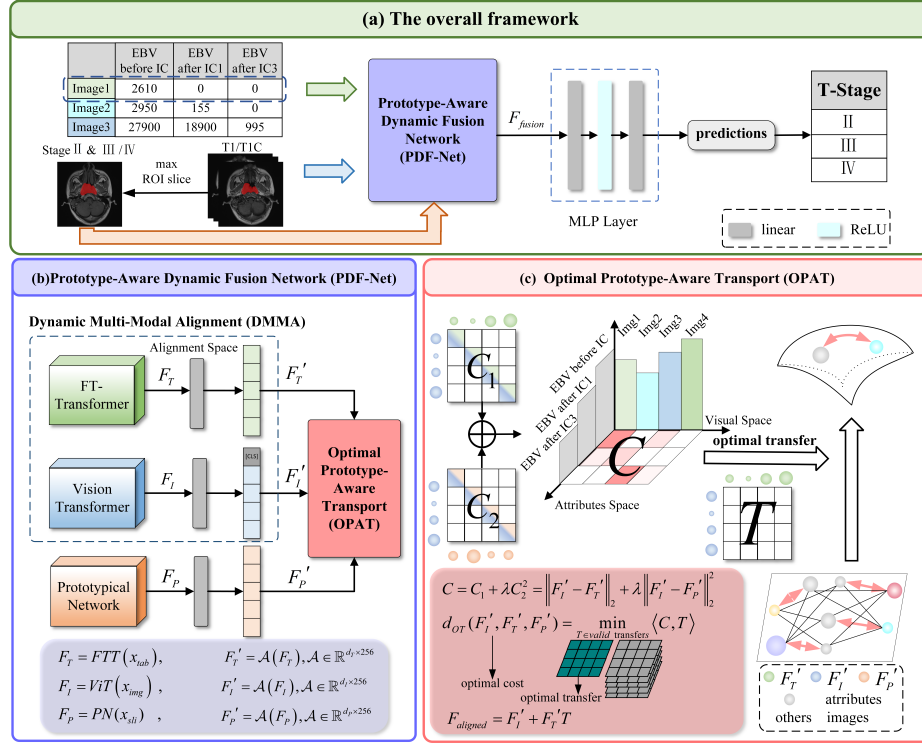 (a) The overall framework
EBV before IC EBV after IC1 EBV after IC3
Image1 2610 0 0
Image2 2950 155 0
Image3 27900 18900 995
Stage Ⅱ & Ⅲ/Ⅳ
max
ROI slice
T1/T1C
Prototype-Aware
Dynamic Fusion
Network
(PDF-Net)
F_fusion
MLP Layer
predictions
T-Stage
Ⅱ
Ⅲ
Ⅳ
linear ReLU
(b)Prototype-Aware Dynamic Fusion Network (PDF-Net)
Dynamic Multi-Modal Alignment (DMMA)
Alignment Space
FT-
Transformer
F_T
F_T'
Vision
Transformer
F_I
[CLS]
F_I'
Prototypical
Network
F_P
F_P'
Optimal
Prototype-
Aware
Transport
(OPAT)
F_T = FTT(x_tab), F_T' = A(F_T), A ∈ ℝ^{d_T×256}
F_I = ViT(x_img), F_I' = A(F_I), A ∈ ℝ^{d_I×256}
F_P = PN(x_sli) , F_P' = A(F_P), A ∈ ℝ^{d_P×256}
(c) Optimal Prototype-Aware Transport (OPAT)
C_1
C_2
EBV before IC
EBV after IC1
EBV after IC3
Img1
Img2
Img3
Img4
Visual Space
C
Attributes Space
optimal transfer
T
C = C_1 + λC_2^2 = ‖F_I' − F_T'‖_2 + λ‖F_I' − F_P'‖_2^2
d_OT(F_I', F_T', F_P') = min ⟨C, T⟩
T∈valid transfers
optimal cost
optimal transfer
F_aligned = F_I' + F_T'T
F_T' F_I' F_P'
others atrributes
images